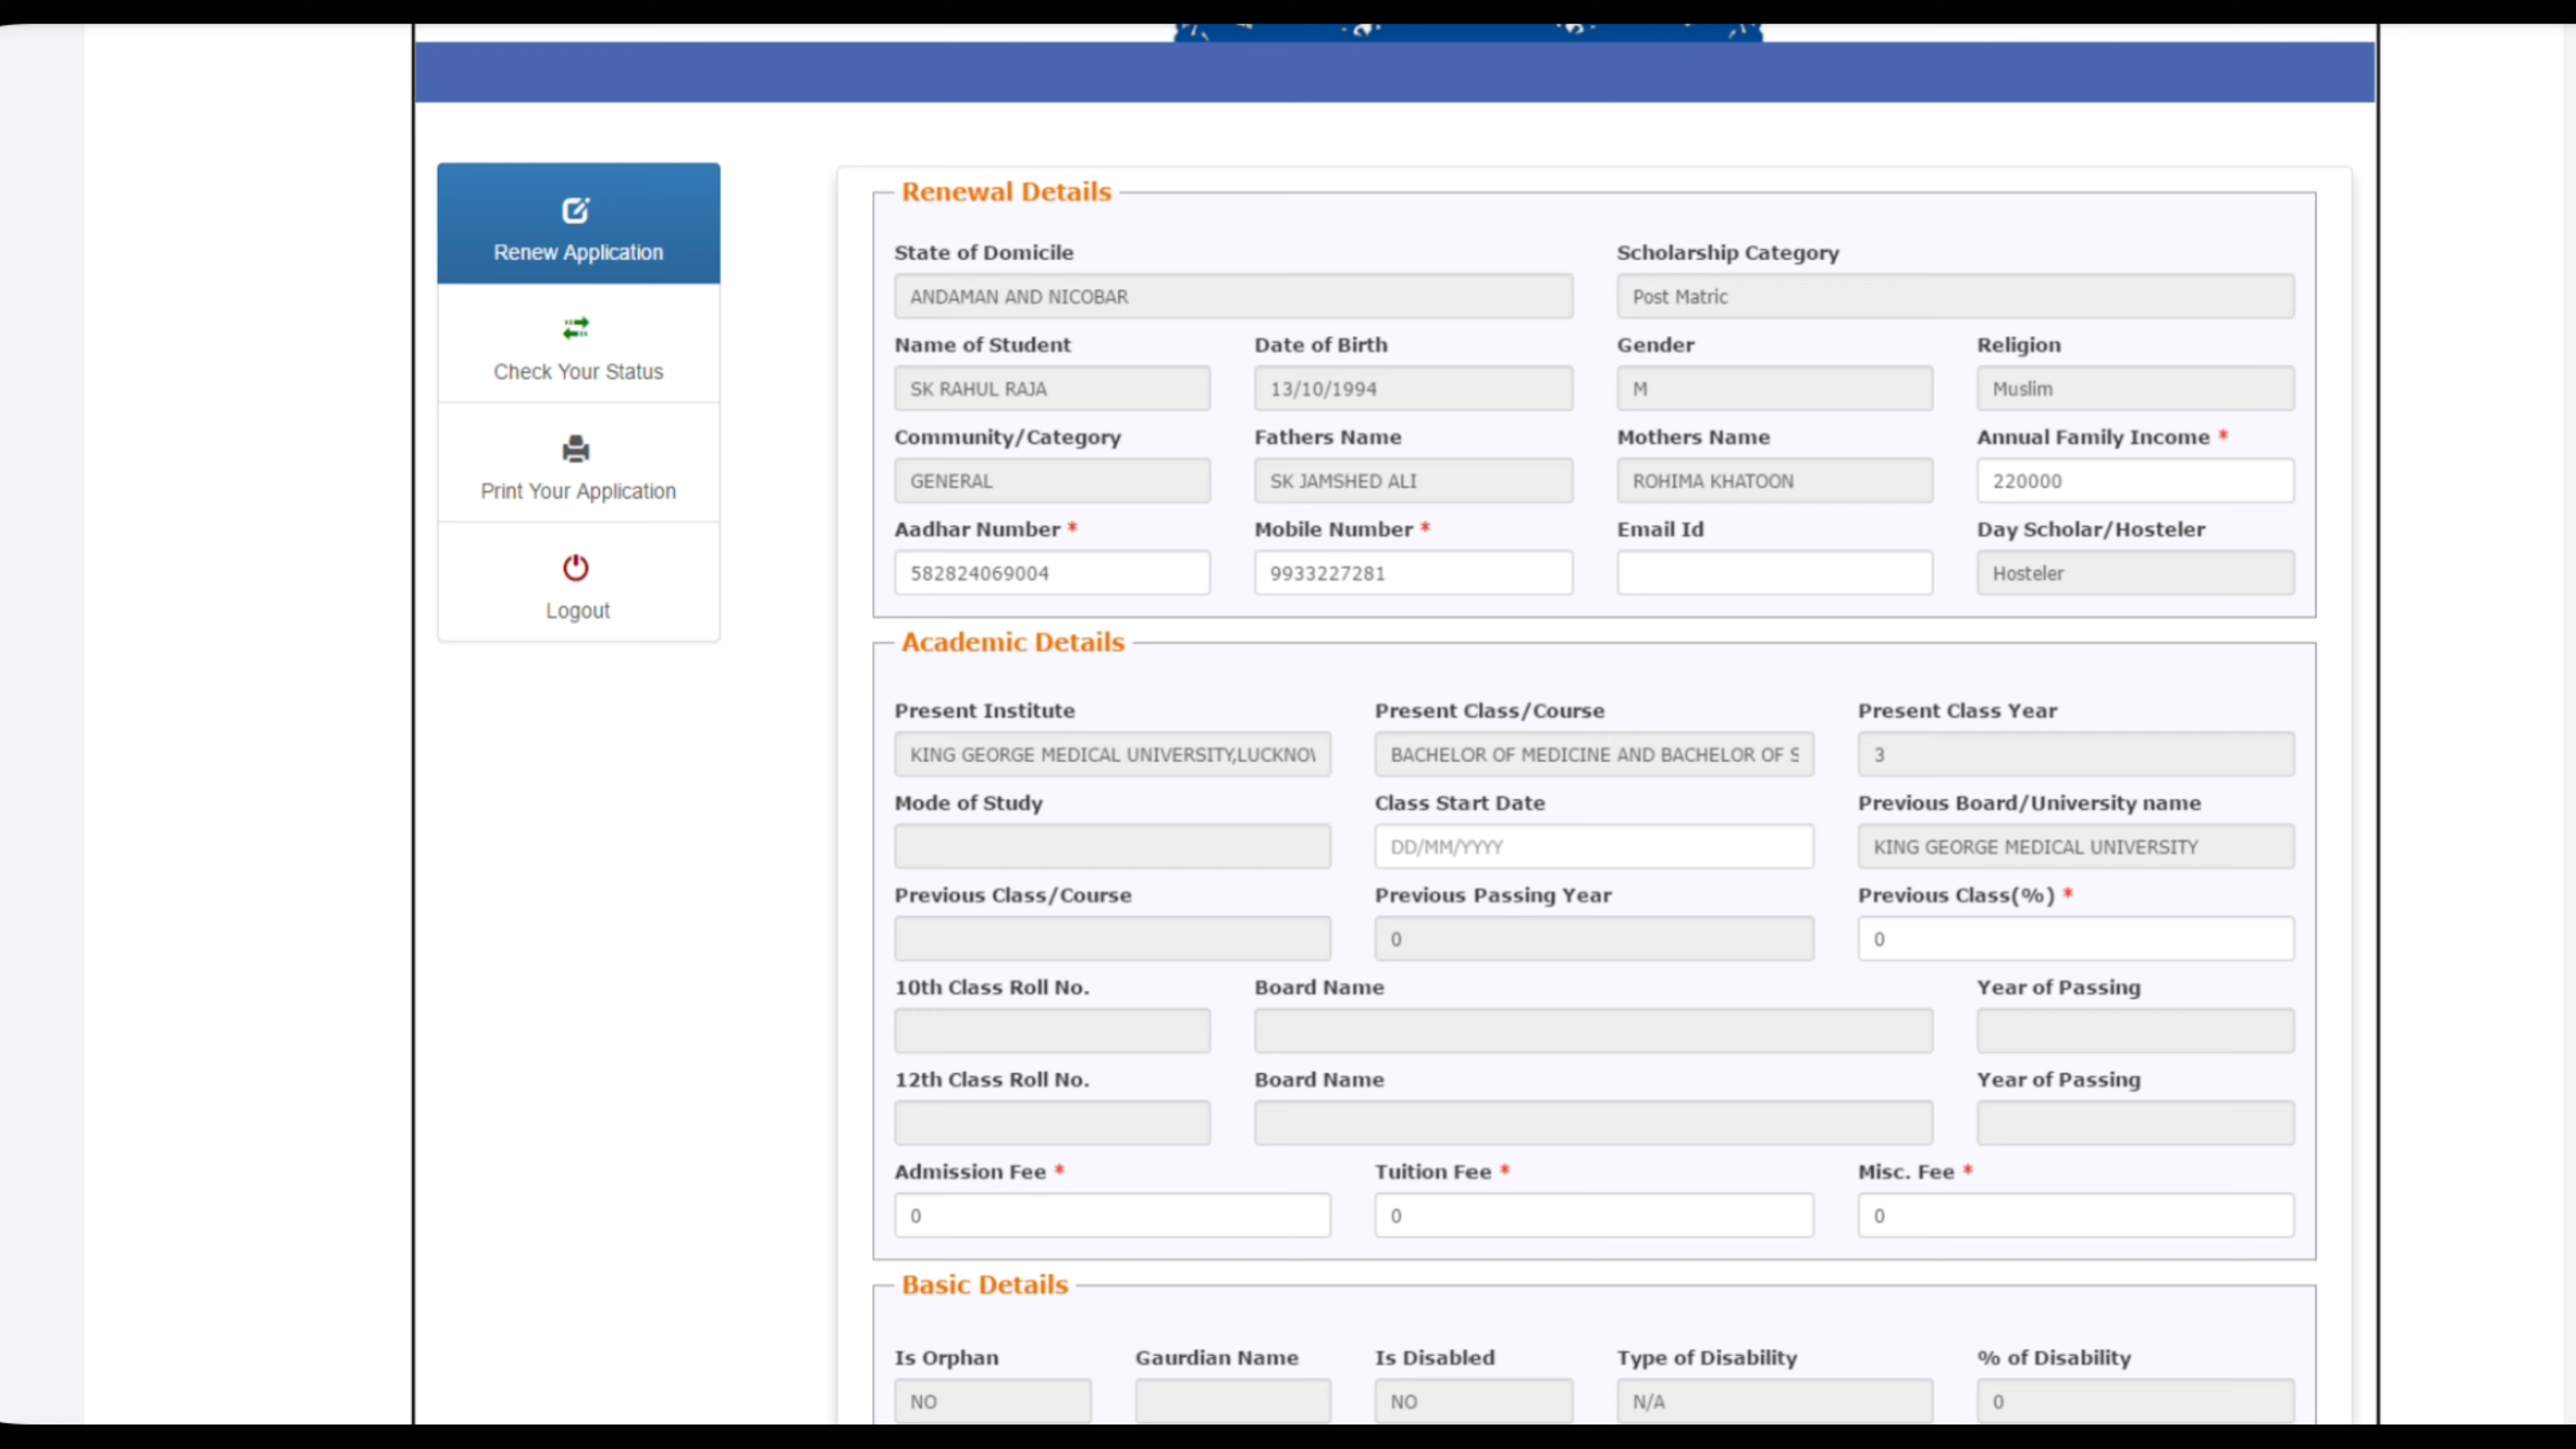 Renew Application
Check Your Status
Print Your Application
Logout
Renewal Details
State of Domicile Scholarship Category
ANDAMAN AND NICOBAR Post Matric
Name of Student Date of Birth Gender Religion
SK RAHUL RAJA 13/10/1994 M Muslim
Community/Category Fathers Name Mothers Name Annual Family Income *
GENERAL SK JAMSHED ALI ROHIMA KHATOON 220000
Aadhar Number * Mobile Number * Email Id Day Scholar/Hosteler
582824069004 9933227281 Hosteler
Academic Details
Present Institute Present Class/Course Present Class Year
KING GEORGE MEDICAL UNIVERSITY,LUCKNO BACHELOR OF MEDICINE AND BACHELOR OF S 3
Mode of Study Class Start Date Previous Board/University name
DD/MM/YYYY KING GEORGE MEDICAL UNIVERSITY
Previous Class/Course Previous Passing Year Previous Class(%) *
0 0
10th Class Roll No. Board Name Year of Passing
12th Class Roll No. Board Name Year of Passing
Admission Fee * Tuition Fee * Misc. Fee *
0 0 0
Basic Details
Is Orphan Gaurdian Name Is Disabled Type of Disability % of Disability
NO NO N/A 0